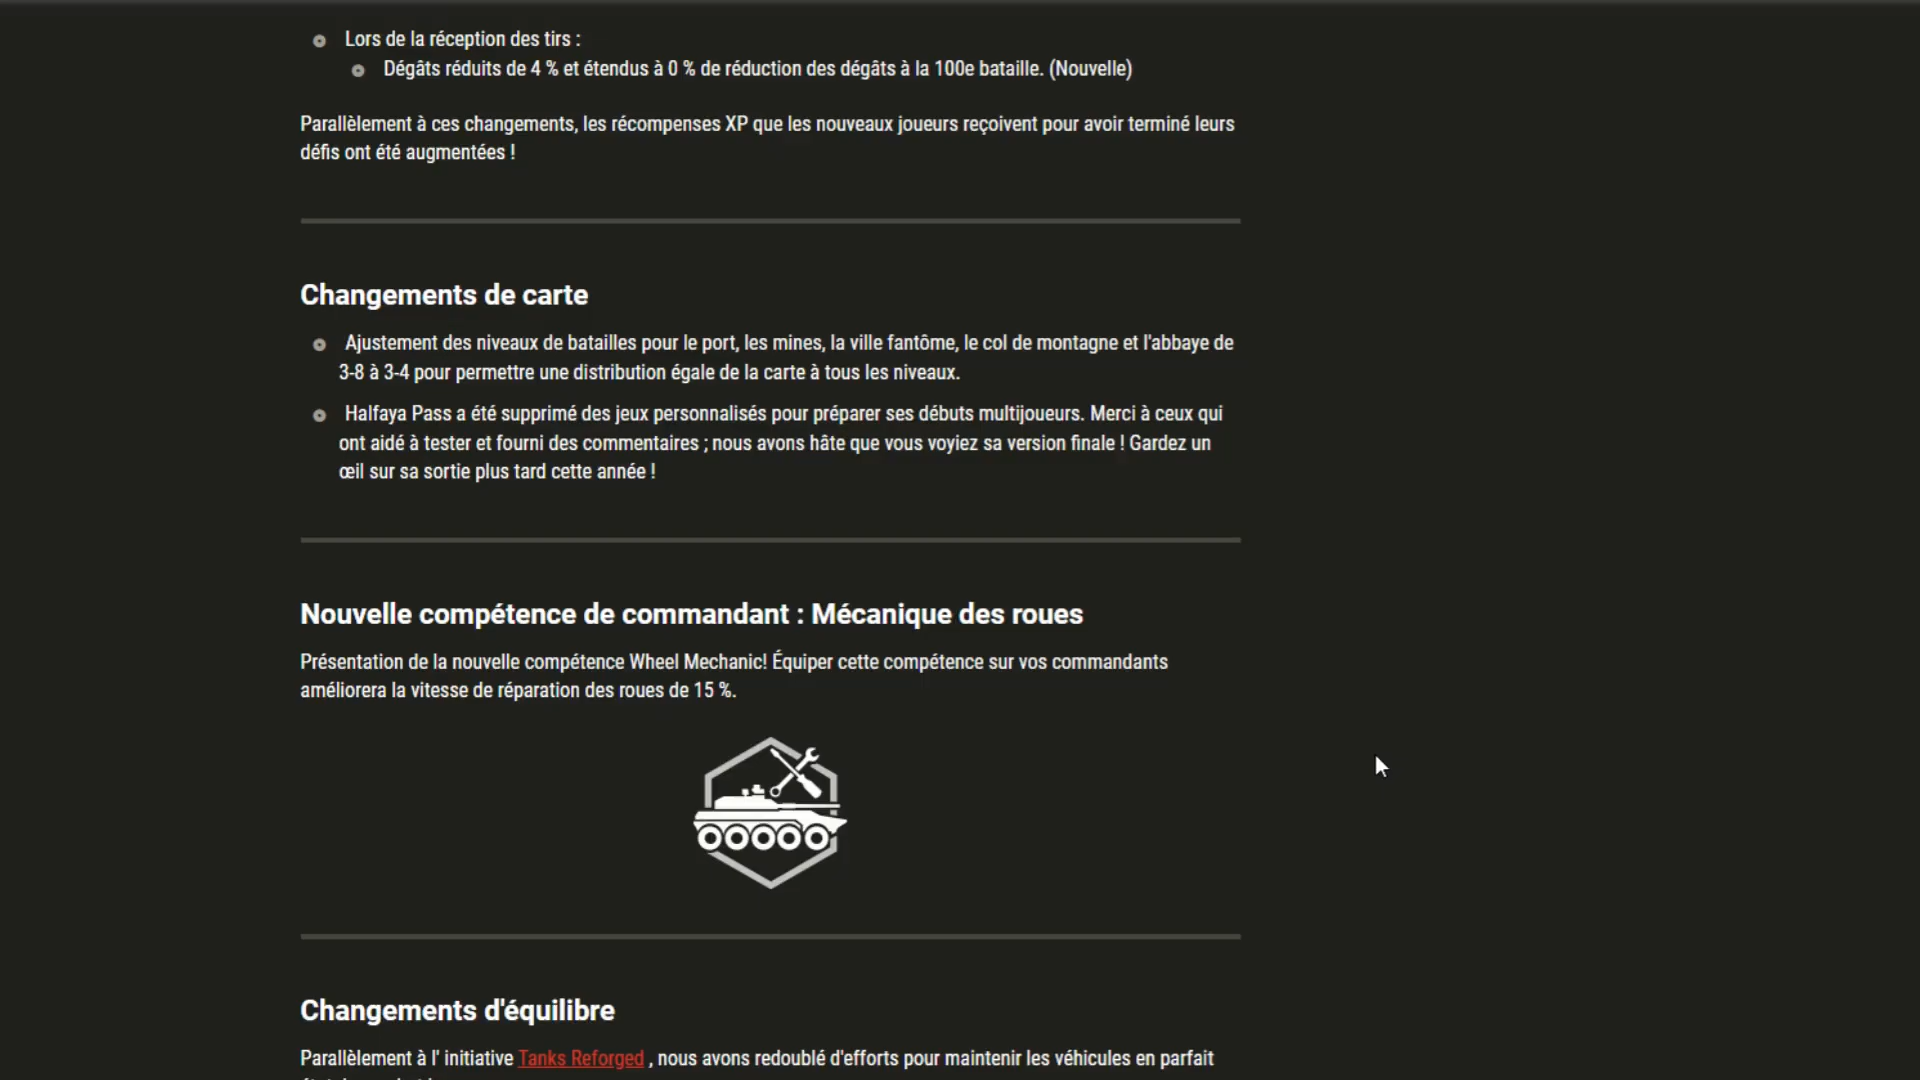 Lors de la réception des tirs :
Dégâts réduits de 4 % et étendus à 0 % de réduction des dégâts à la 100e bataille. (Nouvelle)
Parallèlement à ces changements, les récompenses XP que les nouveaux joueurs reçoivent pour avoir terminé leurs
défis ont été augmentées !
Changements de carte
Ajustement des niveaux de batailles pour le port, les mines, la ville fantôme, le col de montagne et l'abbaye de
3-8 à 3-4 pour permettre une distribution égale de la carte à tous les niveaux.
Halfaya Pass a été supprimé des jeux personnalisés pour préparer ses débuts multijoueurs. Merci à ceux qui
ont aidé à tester et fourni des commentaires ; nous avons hâte que vous voyiez sa version finale ! Gardez un
œil sur sa sortie plus tard cette année !
Nouvelle compétence de commandant : Mécanique des roues
Présentation de la nouvelle compétence Wheel Mechanic! Équiper cette compétence sur vos commandants
améliorera la vitesse de réparation des roues de 15 %.
Changements d'équilibre
Parallèlement à l' initiative Tanks Reforged , nous avons redoublé d'efforts pour maintenir les véhicules en parfait